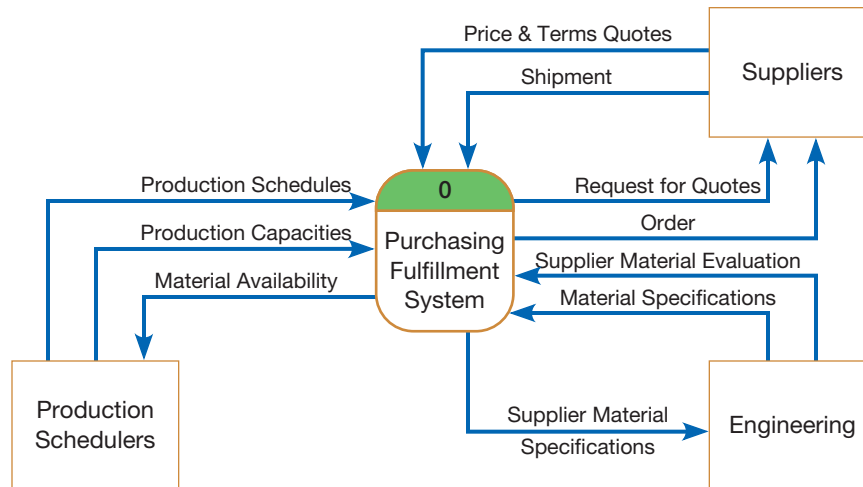 Price & Terms Quotes
Shipment
Suppliers
Production Schedules
0
Request for Quotes
Order
Production Capacities
Purchasing
Fulfillment
System
Supplier Material Evaluation
Material Availability
Material Specifications
Production
Schedulers
Supplier Material
Specifications
Engineering